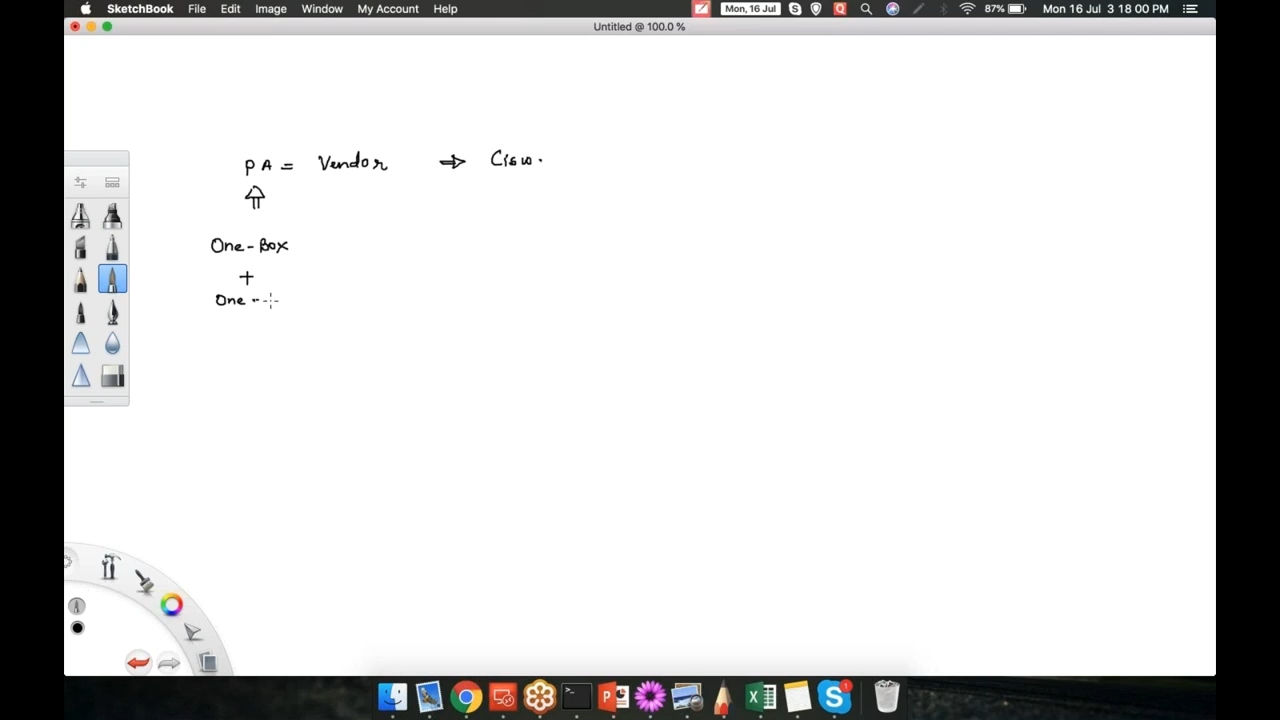 SketchBook File Edit Image Window My Account Help Mon, 16 Jul 87% Mon 16 Jul 3 18 00 PM
Untitled @ 100.0 %
PA = Vendor ⇒ Cisco.
One-Box
+
One -